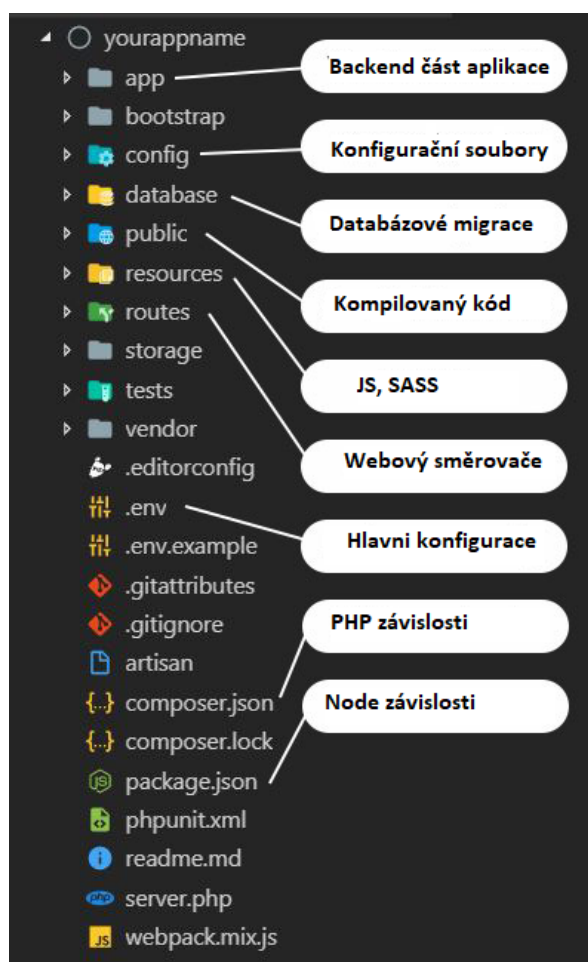 yourappname
app
Backend část aplikace
bootstrap
config
Konfigurační soubory
database
Databázové migrace
public
Kompilovaný kód
resources
JS, SASS
routes
Webový směrovače
storage
tests
vendor
.editorconfig
.env
Hlavni konfigurace
.env.example
.gitattributes
.gitignore
PHP závislosti
artisan
composer.json
Node závislosti
composer.lock
package.json
phpunit.xml
readme.md
server.php
webpack.mix.js